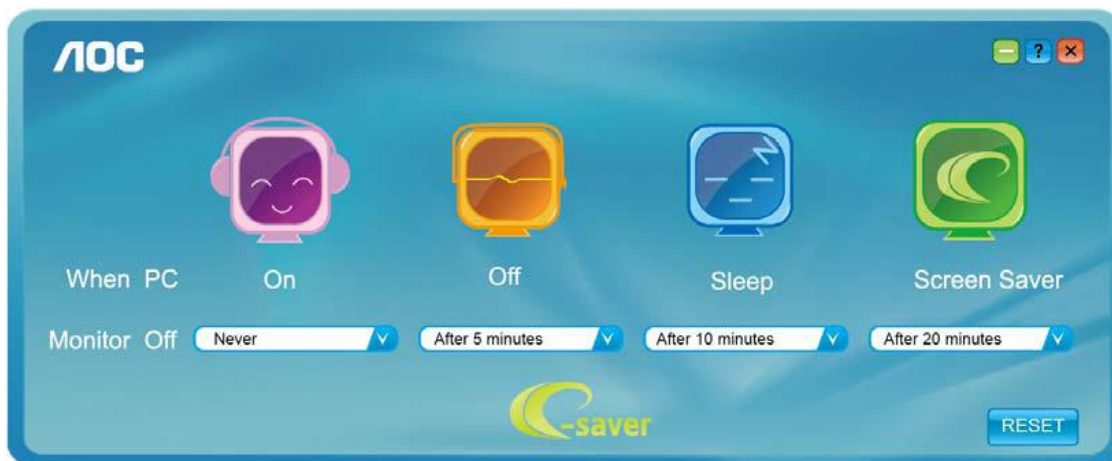 AOC
?
When PC On Off Sleep Screen Saver
Monitor Off Never After 5 minutes After 10 minutes After 20 minutes
e-saver
RESET